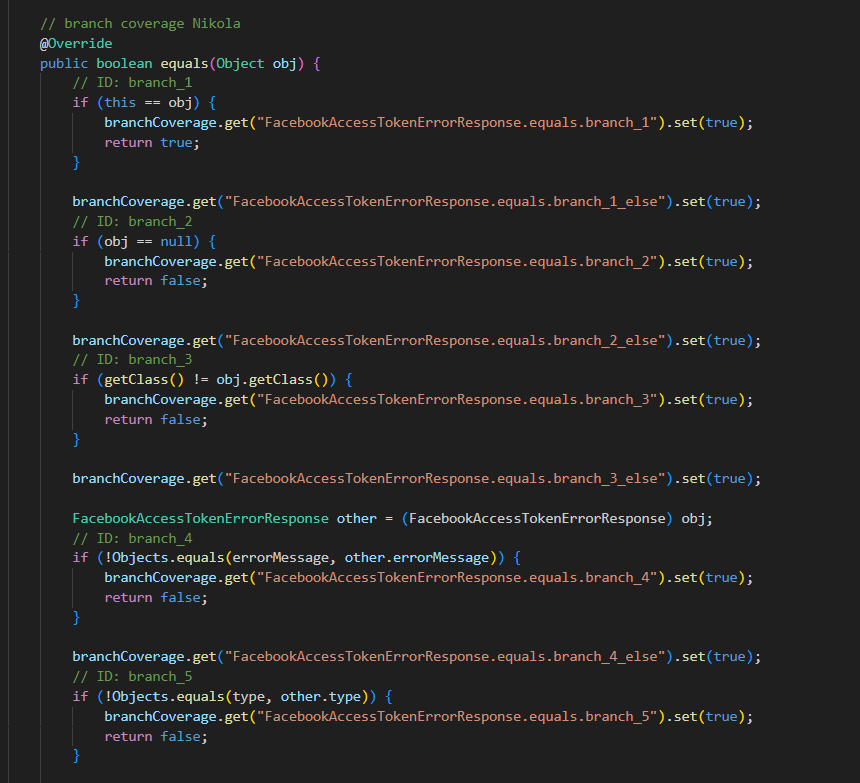 // branch coverage Nikola
@Override
public boolean equals(Object obj) {
// ID: branch_1
if (this == obj) {
branchCoverage.get("FacebookAccessTokenErrorResponse.equals.branch_1").set(true);
return true;
}
branchCoverage.get("FacebookAccessTokenErrorResponse.equals.branch_1_else").set(true);
// ID: branch_2
if (obj == null) {
branchCoverage.get("FacebookAccessTokenErrorResponse.equals.branch_2").set(true);
return false;
}
branchCoverage.get("FacebookAccessTokenErrorResponse.equals.branch_2_else").set(true);
// ID: branch_3
if (getClass() != obj.getClass()) {
branchCoverage.get("FacebookAccessTokenErrorResponse.equals.branch_3").set(true);
return false;
}
branchCoverage.get("FacebookAccessTokenErrorResponse.equals.branch_3_else").set(true);
FacebookAccessTokenErrorResponse other = (FacebookAccessTokenErrorResponse) obj;
// ID: branch_4
if (!Objects.equals(errorMessage, other.errorMessage)) {
branchCoverage.get("FacebookAccessTokenErrorResponse.equals.branch_4").set(true);
return false;
}
branchCoverage.get("FacebookAccessTokenErrorResponse.equals.branch_4_else").set(true);
// ID: branch_5
if (!Objects.equals(type, other.type)) {
branchCoverage.get("FacebookAccessTokenErrorResponse.equals.branch_5").set(true);
return false;
}